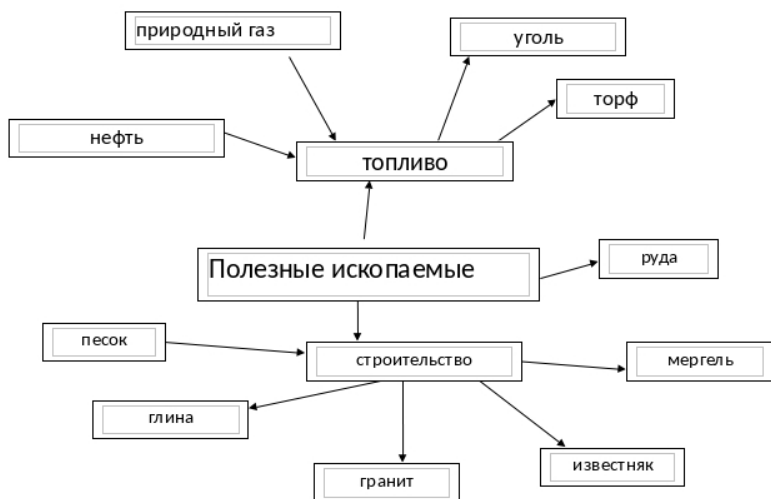 природный газ
уголь
торф
нефть
топливо
Полезные ископаемые
руда
песок
строительство
мергель
глина
известняк
гранит